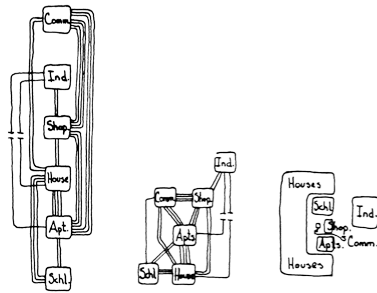 Comm.
Ind.
Shop.
House
Apt.
Schl.
Ind.
Comm.
Shop.
Apts.
Schl.
House
Houses
Schl.
Ind.
Shop.
Apts. Comm.
Houses